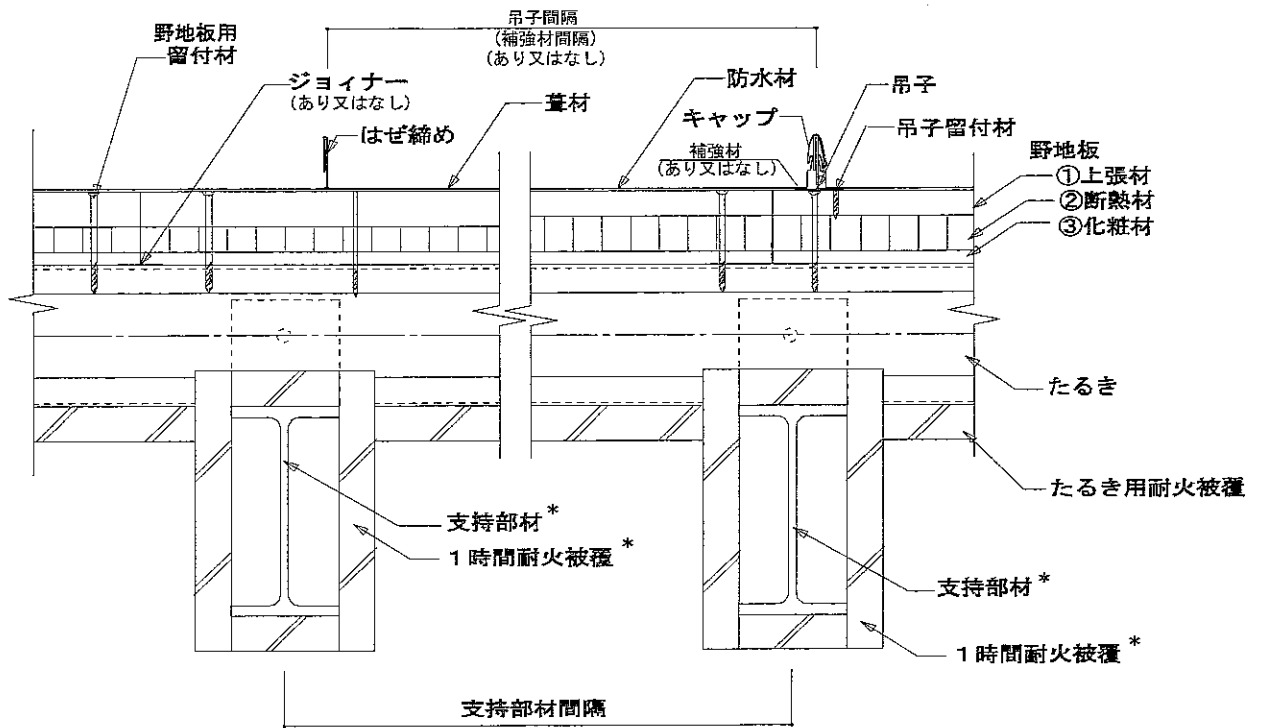 吊子間隔
(補強材間隔)
(あり又はなし)
野地板用
留付材
ジョイナー
(あり又はなし)
はぜ締め
葺材
防水材
キャップ
補強材
(あり又はなし)
吊子
吊子留付材
野地板
①上張材
②断熱材
③化粧材
たるき
たるき用耐火被覆
支持部材*
1時間耐火被覆*
支持部材*
1時間耐火被覆*
支持部材間隔